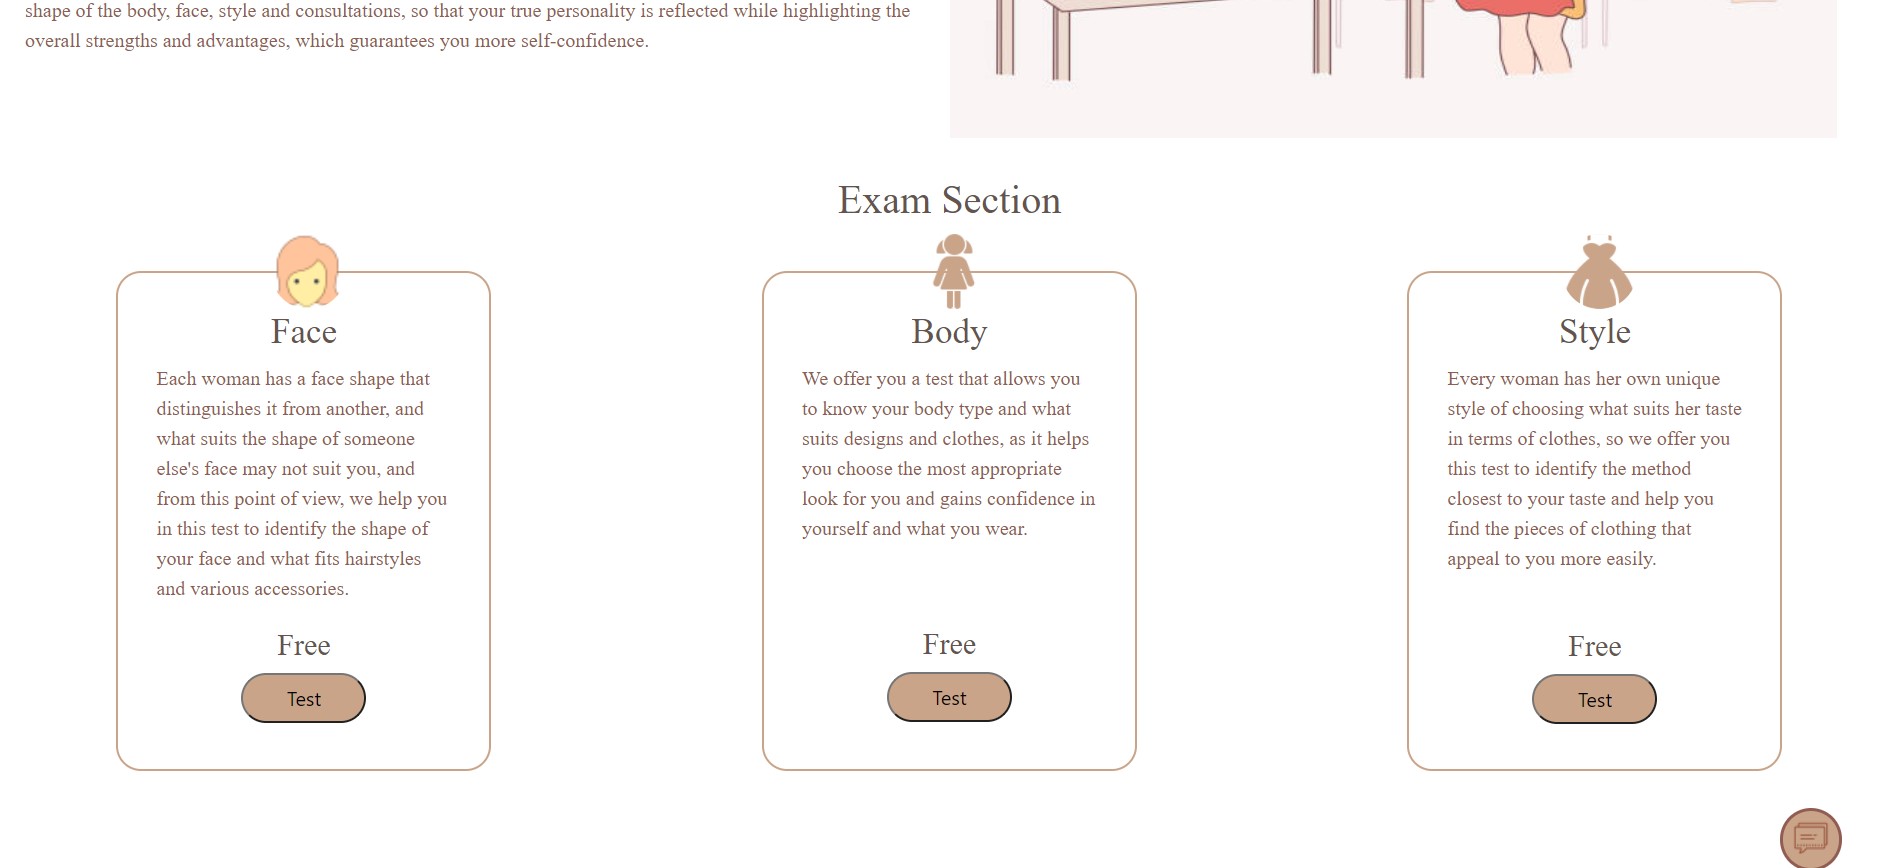 shape of the body, face, style and consultations, so that your true personality is reflected while highlighting the
overall strengths and advantages, which guarantees you more self-confidence.
Exam Section
Face
Each woman has a face shape that
distinguishes it from another, and
what suits the shape of someone
else's face may not suit you, and
from this point of view, we help you
in this test to identify the shape of
your face and what fits hairstyles
and various accessories.
Free
Test
Body
We offer you a test that allows you
to know your body type and what
suits designs and clothes, as it helps
you choose the most appropriate
look for you and gains confidence in
yourself and what you wear.
Free
Test
Style
Every woman has her own unique
style of choosing what suits her taste
in terms of clothes, so we offer you
this test to identify the method
closest to your taste and help you
find the pieces of clothing that
appeal to you more easily.
Free
Test